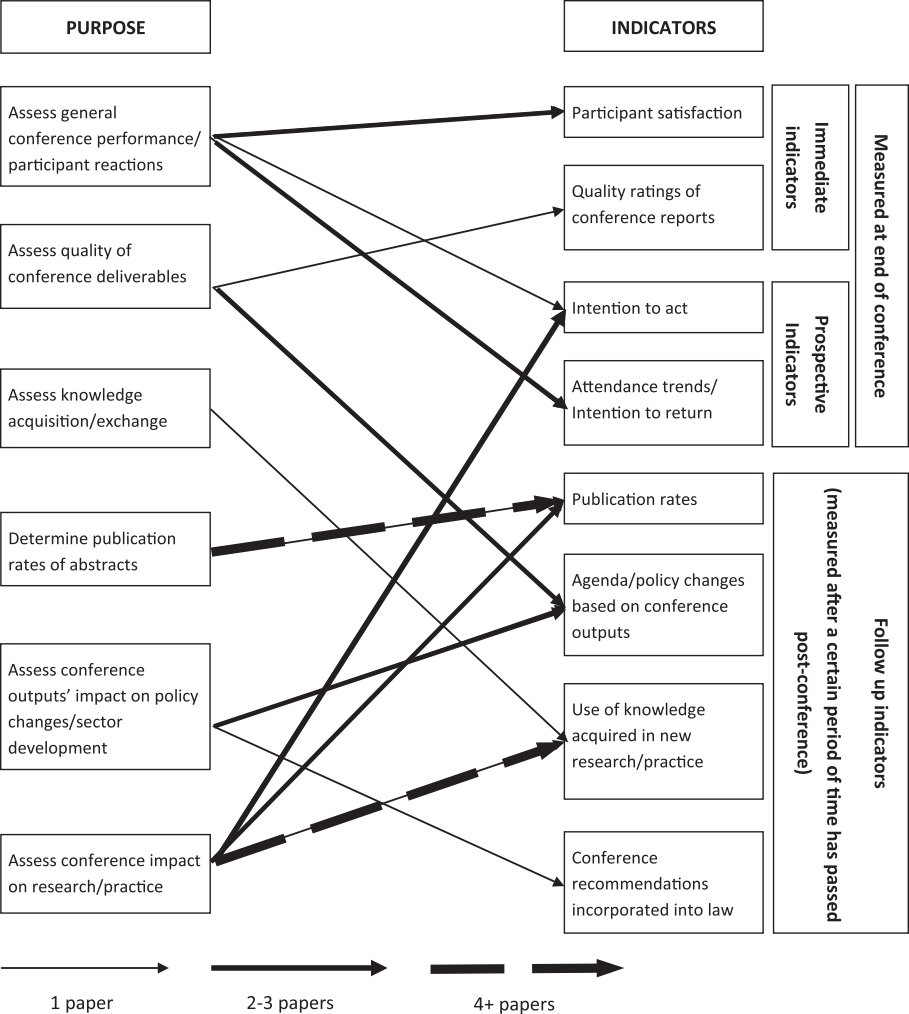 PURPOSE
INDICATORS
Assess general
conference performance/
participant reactions
Assess quality of
conference deliverables
Assess knowledge
acquisition/exchange
Determine publication
rates of abstracts
Assess conference
outputs' impact on policy
changes/sector
development
Assess conference impact
on research/practice
Participant satisfaction
Quality ratings of
conference reports
Intention to act
Attendance trends/
Intention to return
Publication rates
Agenda/policy changes
based on conference
outputs
Use of knowledge
acquired in new
research/practice
Conference
recommendations
incorporated into law
Immediate
indicators
Prospective
Indicators
Measured at end of conference
Follow up indicators
(measured after a certain period of time has passed
post-conference)
1 paper
2-3 papers
4+ papers